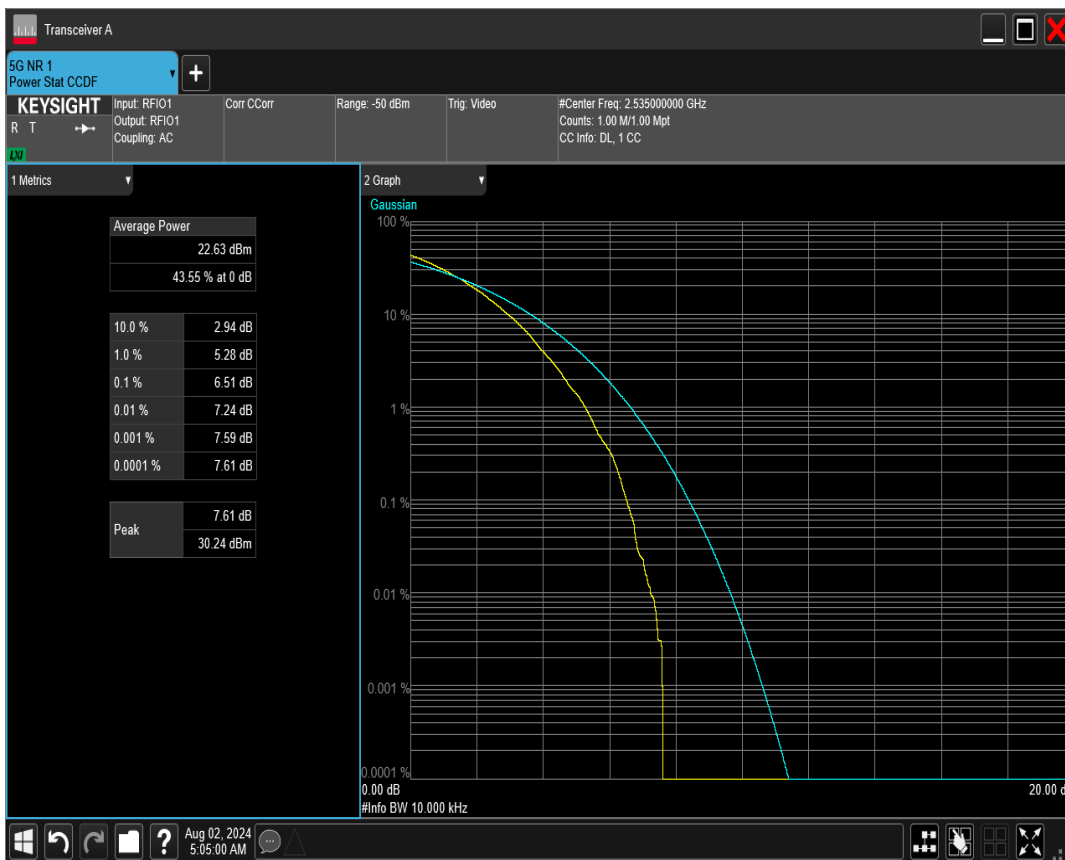 Transceiver A
5G NR 1
Power Stat CCDF
KEYSIGHT
R T
LXI
Input: RFIO1
Output: RFIO1
Coupling: AC
Corr CCorr
Range: -50 dBm
Trig: Video
#Center Freq: 2.535000000 GHz
Counts: 1.00 M/1.00 Mpt
CC Info: DL, 1 CC
1 Metrics
Average Power
22.63 dBm
43.55 % at 0 dB
10.0 % 2.94 dB
1.0 % 5.28 dB
0.1 % 6.51 dB
0.01 % 7.24 dB
0.001 % 7.59 dB
0.0001 % 7.61 dB
Peak
7.61 dB
30.24 dBm
2 Graph
Gaussian
100 %
10 %
1 %
0.1 %
0.01 %
0.001 %
0.0001 %
0.00 dB
20.00 d
#Info BW 10.000 kHz
?
Aug 02, 2024
5:05:00 AM